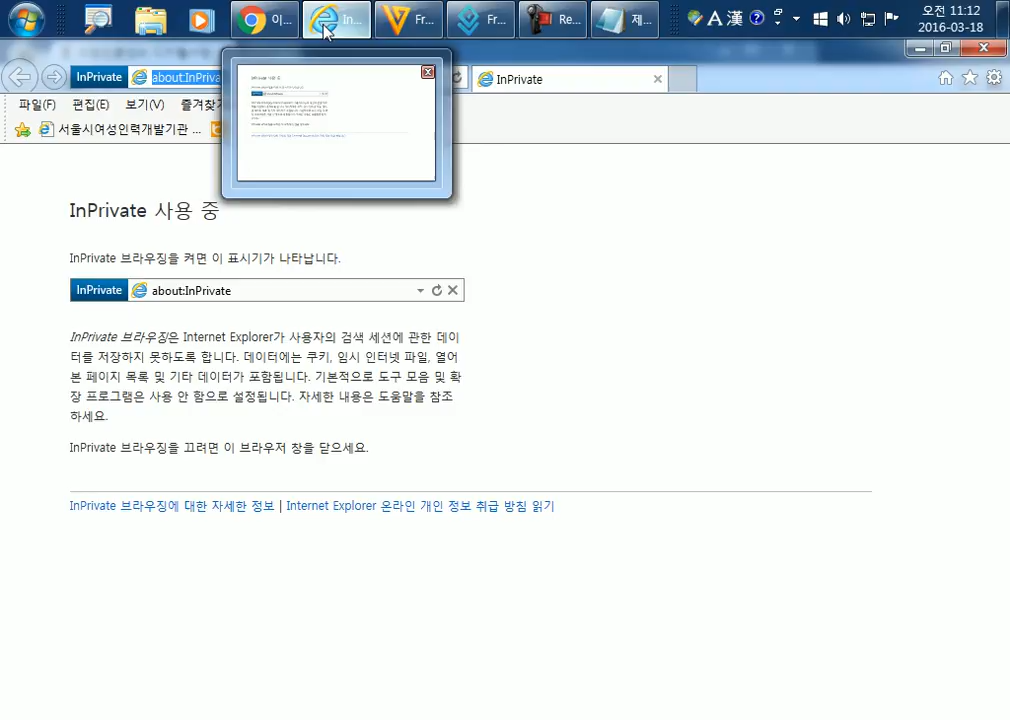 이...
In...
Fr...
Fr...
Re...
제...
A 漢
오전 11:12
2016-03-18
InPrivate about:InPriva
InPrivate
파일(F) 편집(E) 보기(V) 즐겨찾
서울시여성인력개발기관 ...
InPrivate 사용 중
InPrivate 브라우징을 켜면 이 표시기가 나타납니다.
InPrivate about:InPrivate
InPrivate 브라우징은 Internet Explorer가 사용자의 검색 세션에 관한 데이
터를 저장하지 못하도록 합니다. 데이터에는 쿠키, 임시 인터넷 파일, 열어
본 페이지 목록 및 기타 데이터가 포함됩니다. 기본적으로 도구 모음 및 확
장 프로그램은 사용 안 함으로 설정됩니다. 자세한 내용은 도움말을 참조
하세요.
InPrivate 브라우징을 끄려면 이 브라우저 창을 닫으세요.
InPrivate 브라우징에 대한 자세한 정보 | Internet Explorer 온라인 개인 정보 취급 방침 읽기